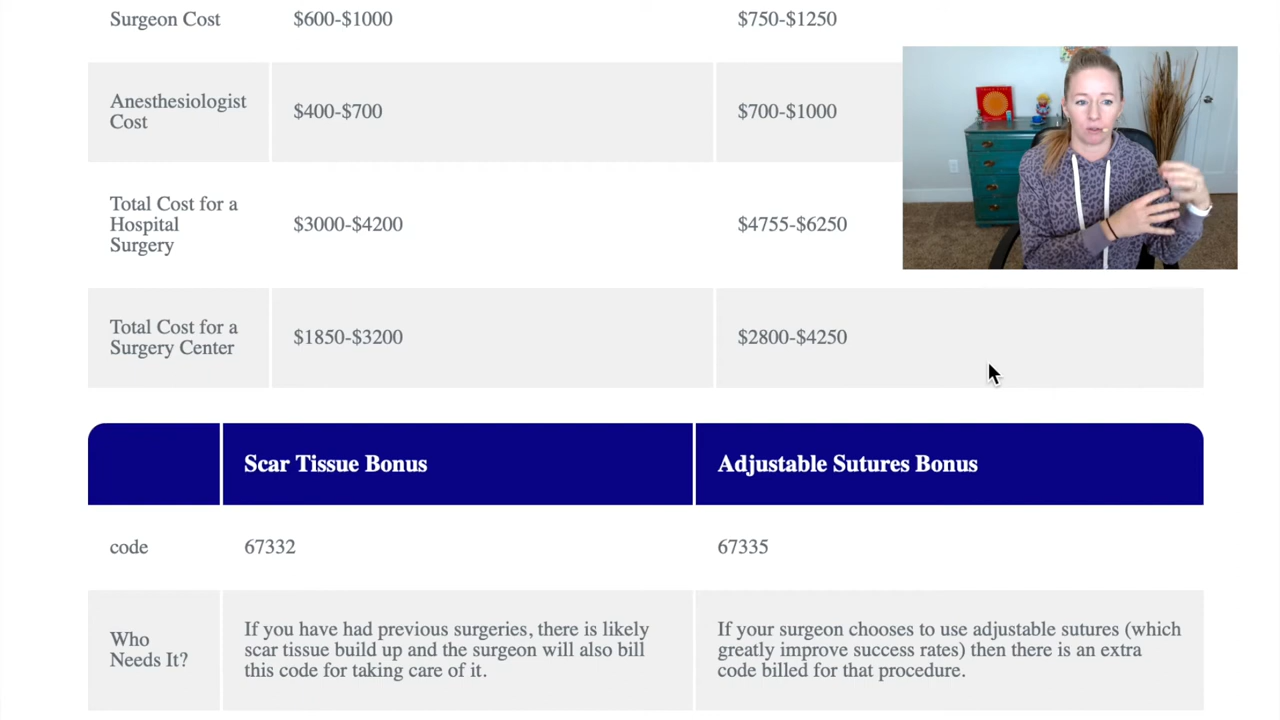 Surgeon Cost $600-$1000 $750-$1250
Anesthesiologist
Cost
$400-$700 $700-$1000
Total Cost for a
Hospital
Surgery
$3000-$4200 $4755-$6250
Total Cost for a
Surgery Center
$1850-$3200 $2800-$4250
Scar Tissue Bonus Adjustable Sutures Bonus
code 67332 67335
Who
Needs It?
If you have had previous surgeries, there is likely
scar tissue build up and the surgeon will also bill
this code for taking care of it.
If your surgeon chooses to use adjustable sutures (which
greatly improve success rates) then there is an extra
code billed for that procedure.